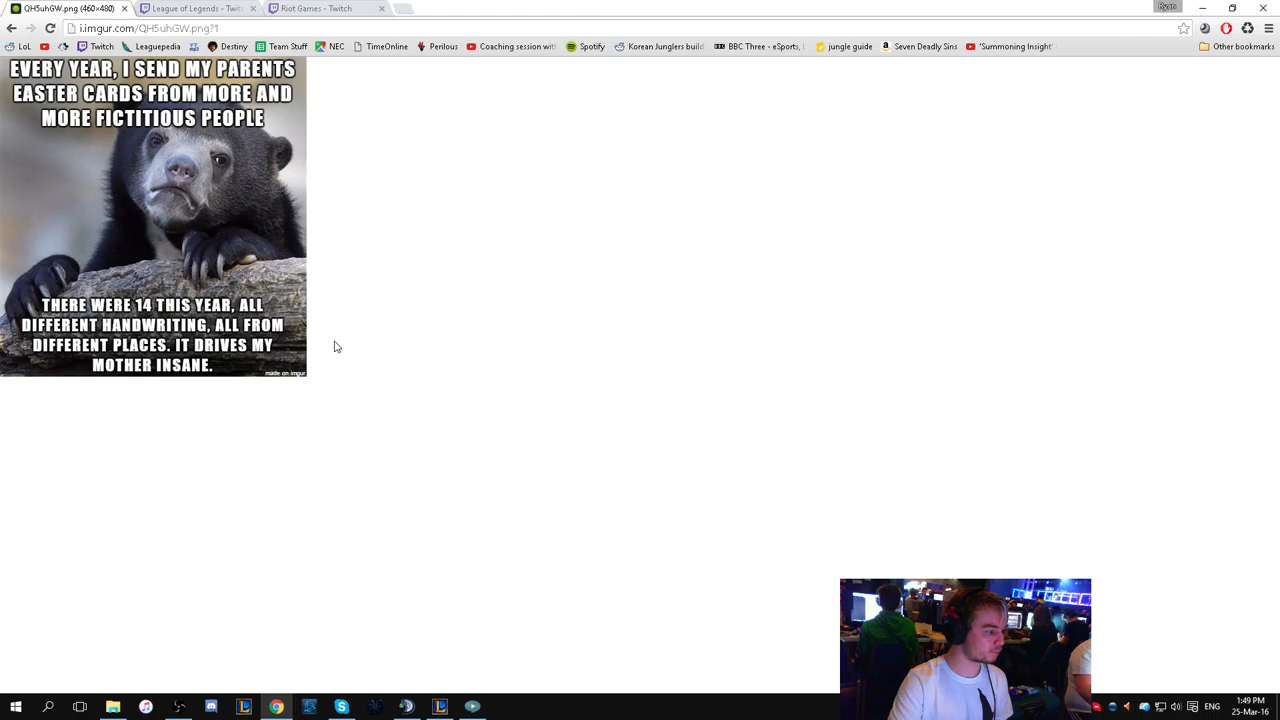 QH5uhGW.png (460×480)
League of Legends - Twitc
Riot Games - Twitch
Ryan
i.imgur.com/QH5uhGW.png?1
LoL
Twitch
Leaguepedia
Destiny
Team Stuff
NEC
TimeOnline
Perilous
Coaching session with
Spotify
Korean Junglers build
BBC Three - eSports, L
jungle guide
Seven Deadly Sins
'Summoning Insight'
Other bookmarks
EVERY YEAR, I SEND MY PARENTS
EASTER CARDS FROM MORE AND
MORE FICTITIOUS PEOPLE
THERE WERE 14 THIS YEAR, ALL
DIFFERENT HANDWRITING, ALL FROM
DIFFERENT PLACES. IT DRIVES MY
MOTHER INSANE.
made on imgur
ENG
1:49 PM
25-Mar-16